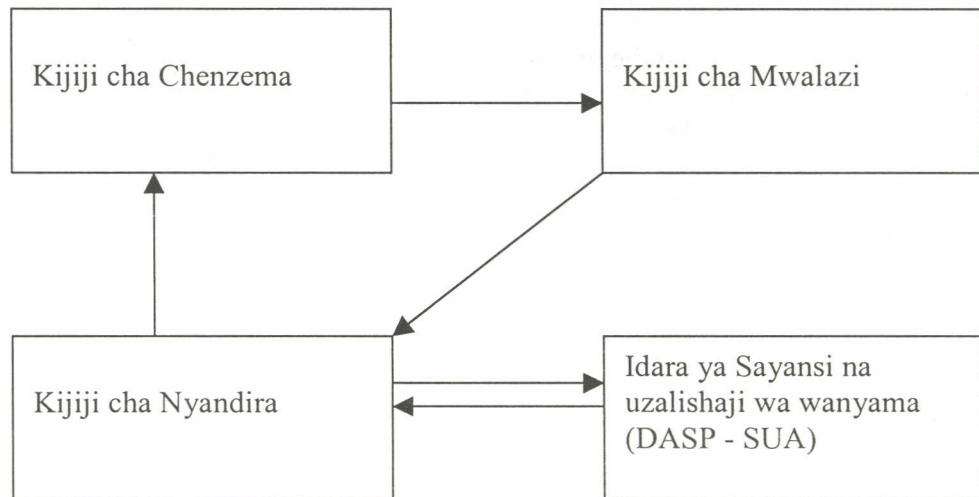 Kijiji cha Chenzema
Kijiji cha Mwalazi
Kijiji cha Nyandira
Idara ya Sayansi na
uzalishaji wa wanyama
(DASP - SUA)